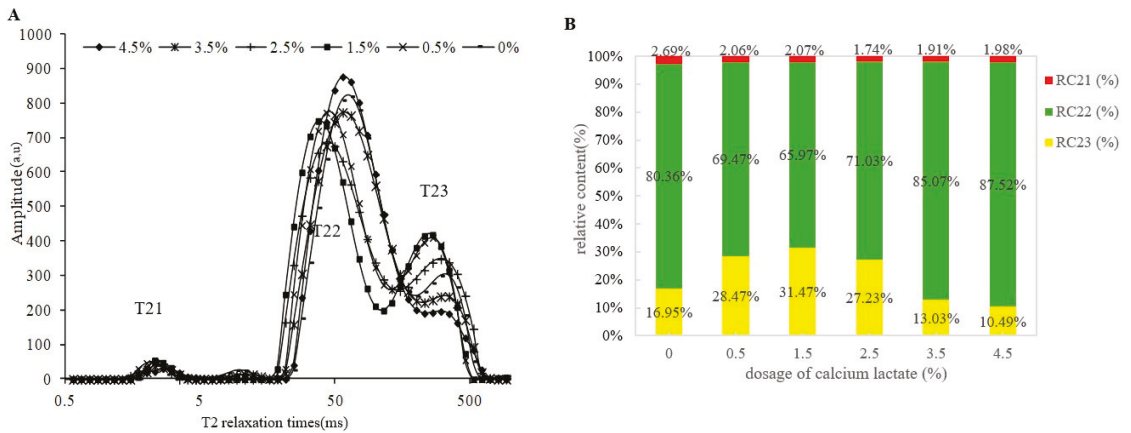 A
1000
4.5% 3.5% 2.5% 1.5% 0.5% 0%
900
800
700
600
500
400
300
200
100
0
Amplitude(a.u)
T21
T22
T23
0.5 5 50 500
T2 relaxation times(ms)
B
2.69% 2.06% 2.07% 1.74% 1.91% 1.98%
100%
90%
80%
70%
60%
50%
40%
30%
20%
10%
0%
relative content(%)
80.36% 69.47% 65.97% 71.03% 85.07% 87.52%
16.95% 28.47% 31.47% 27.23% 13.03% 10.49%
0 0.5 1.5 2.5 3.5 4.5
dosage of calcium lactate (%)
RC21 (%)
RC22 (%)
RC23 (%)